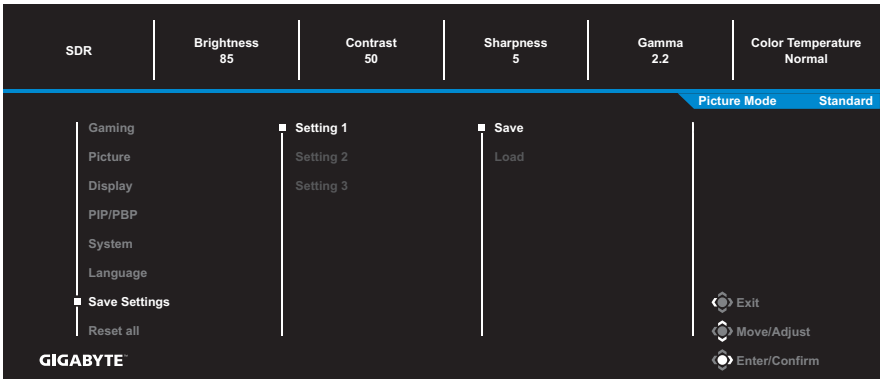 SDR
Brightness
85
Contrast
50
Sharpness
5
Gamma
2.2
Color Temperature
Normal
Picture Mode Standard
Gaming
Picture
Display
PIP/PBP
System
Language
Save Settings
Reset all
Setting 1
Setting 2
Setting 3
Save
Load
Exit
Move/Adjust
Enter/Confirm
GIGABYTE™